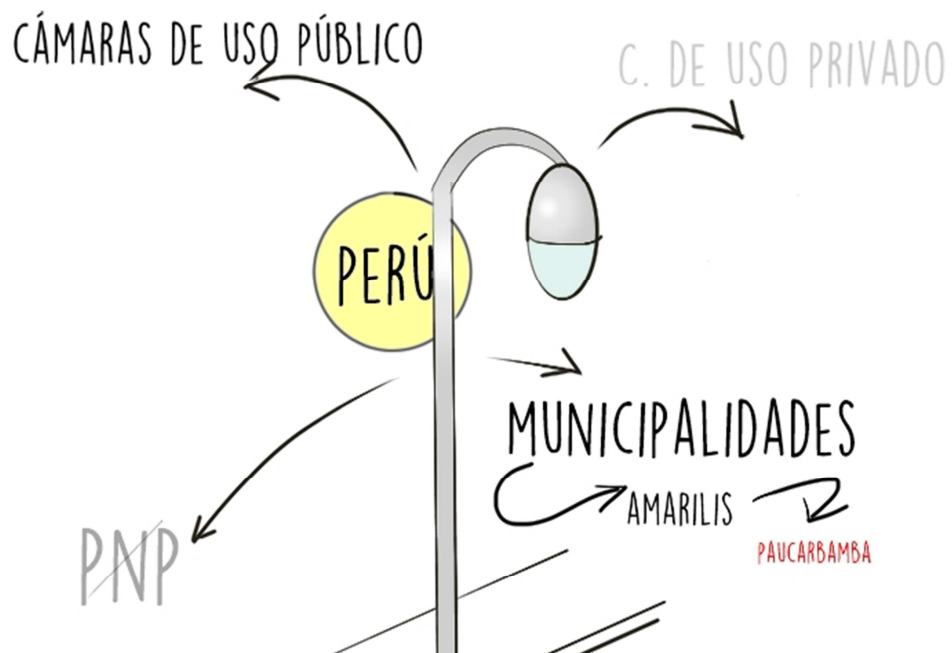 CÁMARAS DE USO PÚBLICO
C. DE USO PRIVADO
PERÚ
MUNICIPALIDADES
AMARILIS
PAUCARBAMBA
PNP